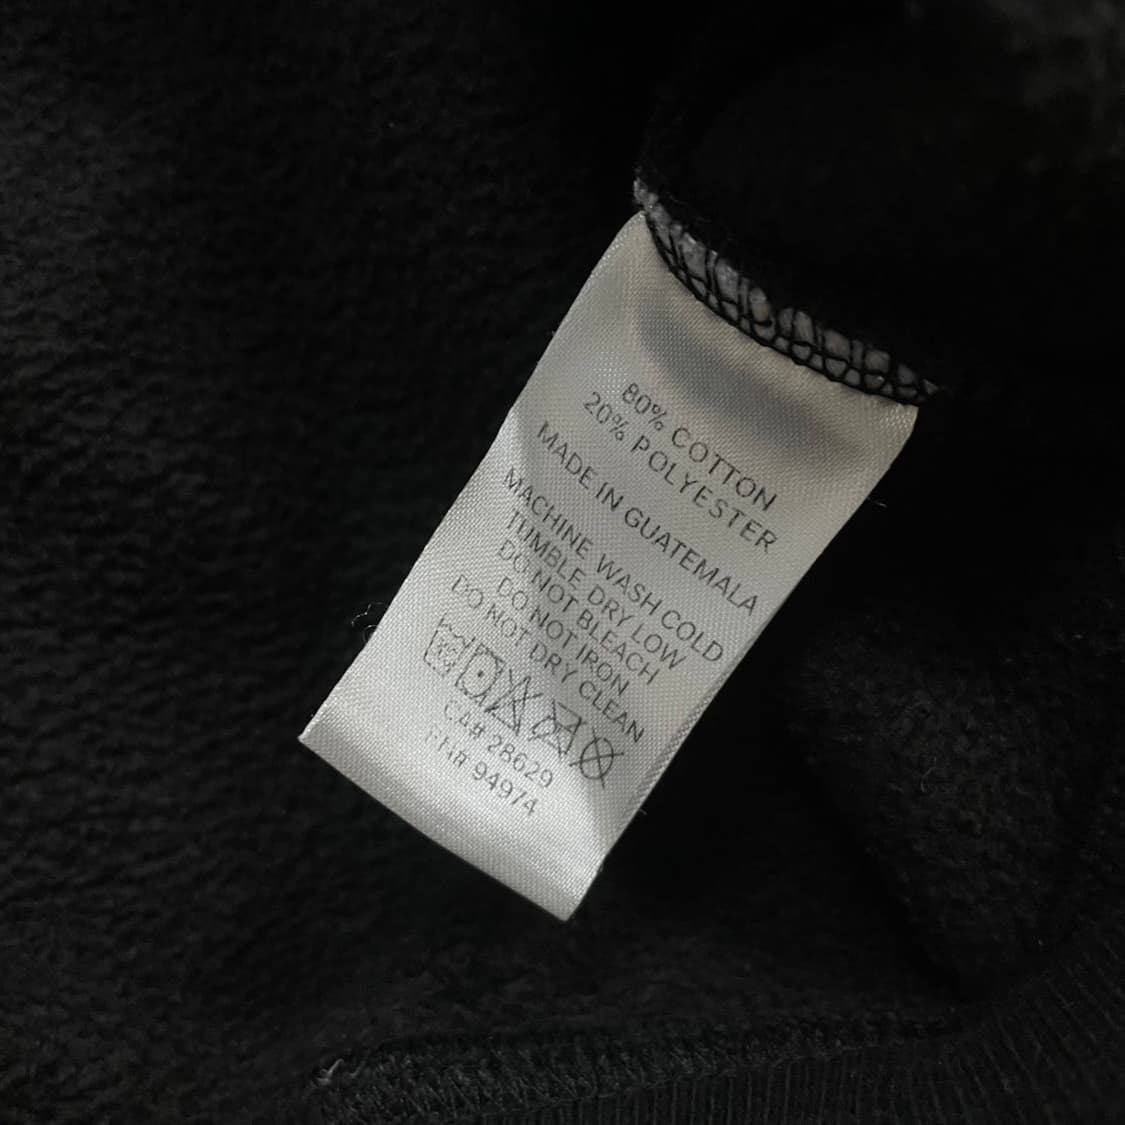 80% COTTON
20% POLYESTER
MADE IN GUATEMALA
MACHINE WASH COLD
TUMBLE DRY LOW
DO NOT BLEACH
DO NOT IRON
DO NOT DRY CLEAN
CA# 28629
94974